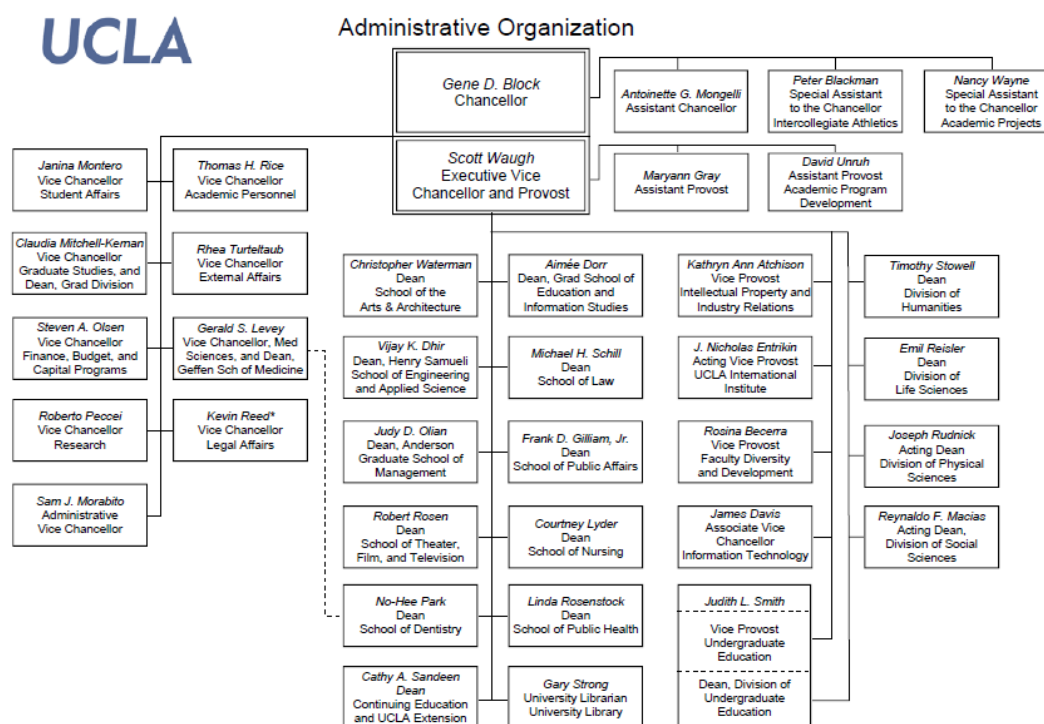 UCLA
Administrative Organization
Gene D. Block
Chancellor
Antoinette G. Mongelli
Assistant Chancellor
Peter Blackman
Special Assistant
to the Chancellor
Intercollegiate Athletics
Nancy Wayne
Special Assistant
to the Chancellor
Academic Projects
Scott Waugh
Executive Vice
Chancellor and Provost
Maryann Gray
Assistant Provost
David Unruh
Assistant Provost
Academic Program
Development
Janina Montero
Vice Chancellor
Student Affairs
Thomas H. Rice
Vice Chancellor
Academic Personnel
Claudia Mitchell-Kernan
Vice Chancellor
Graduate Studies, and
Dean, Grad Division
Rhea Turteltaub
Vice Chancellor
External Affairs
Steven A. Olsen
Vice Chancellor
Finance, Budget, and
Capital Programs
Gerald S. Levey
Vice Chancellor, Med
Sciences, and Dean,
Geffen Sch of Medicine
Roberto Peccei
Vice Chancellor
Research
Kevin Reed*
Vice Chancellor
Legal Affairs
Sam J. Morabito
Administrative
Vice Chancellor
Christopher Waterman
Dean
School of the
Arts & Architecture
Aimée Dorr
Dean, Grad School of
Education and
Information Studies
Kathryn Ann Atchison
Vice Provost
Intellectual Property and
Industry Relations
Timothy Stowell
Dean
Division of
Humanities
Vijay K. Dhir
Dean, Henry Samueli
School of Engineering
and Applied Science
Michael H. Schill
Dean
School of Law
J. Nicholas Entrikin
Acting Vice Provost
UCLA International
Institute
Emil Reisler
Dean
Division of
Life Sciences
Judy D. Olian
Dean, Anderson
Graduate School of
Management
Frank D. Gilliam, Jr.
Dean
School of Public Affairs
Rosina Becerra
Vice Provost
Faculty Diversity
and Development
Joseph Rudnick
Acting Dean
Division of Physical
Sciences
Robert Rosen
Dean
School of Theater,
Film, and Television
Courtney Lyder
Dean
School of Nursing
James Davis
Associate Vice
Chancellor
Information Technology
Reynaldo F. Macias
Acting Dean,
Division of Social
Sciences
No-Hee Park
Dean
School of Dentistry
Linda Rosenstock
Dean
School of Public Health
Judith L. Smith
Vice Provost
Undergraduate
Education
Dean, Division of
Undergraduate
Education
Cathy A. Sandeen
Dean
Continuing Education
and UCLA Extension
Gary Strong
University Librarian
University Library